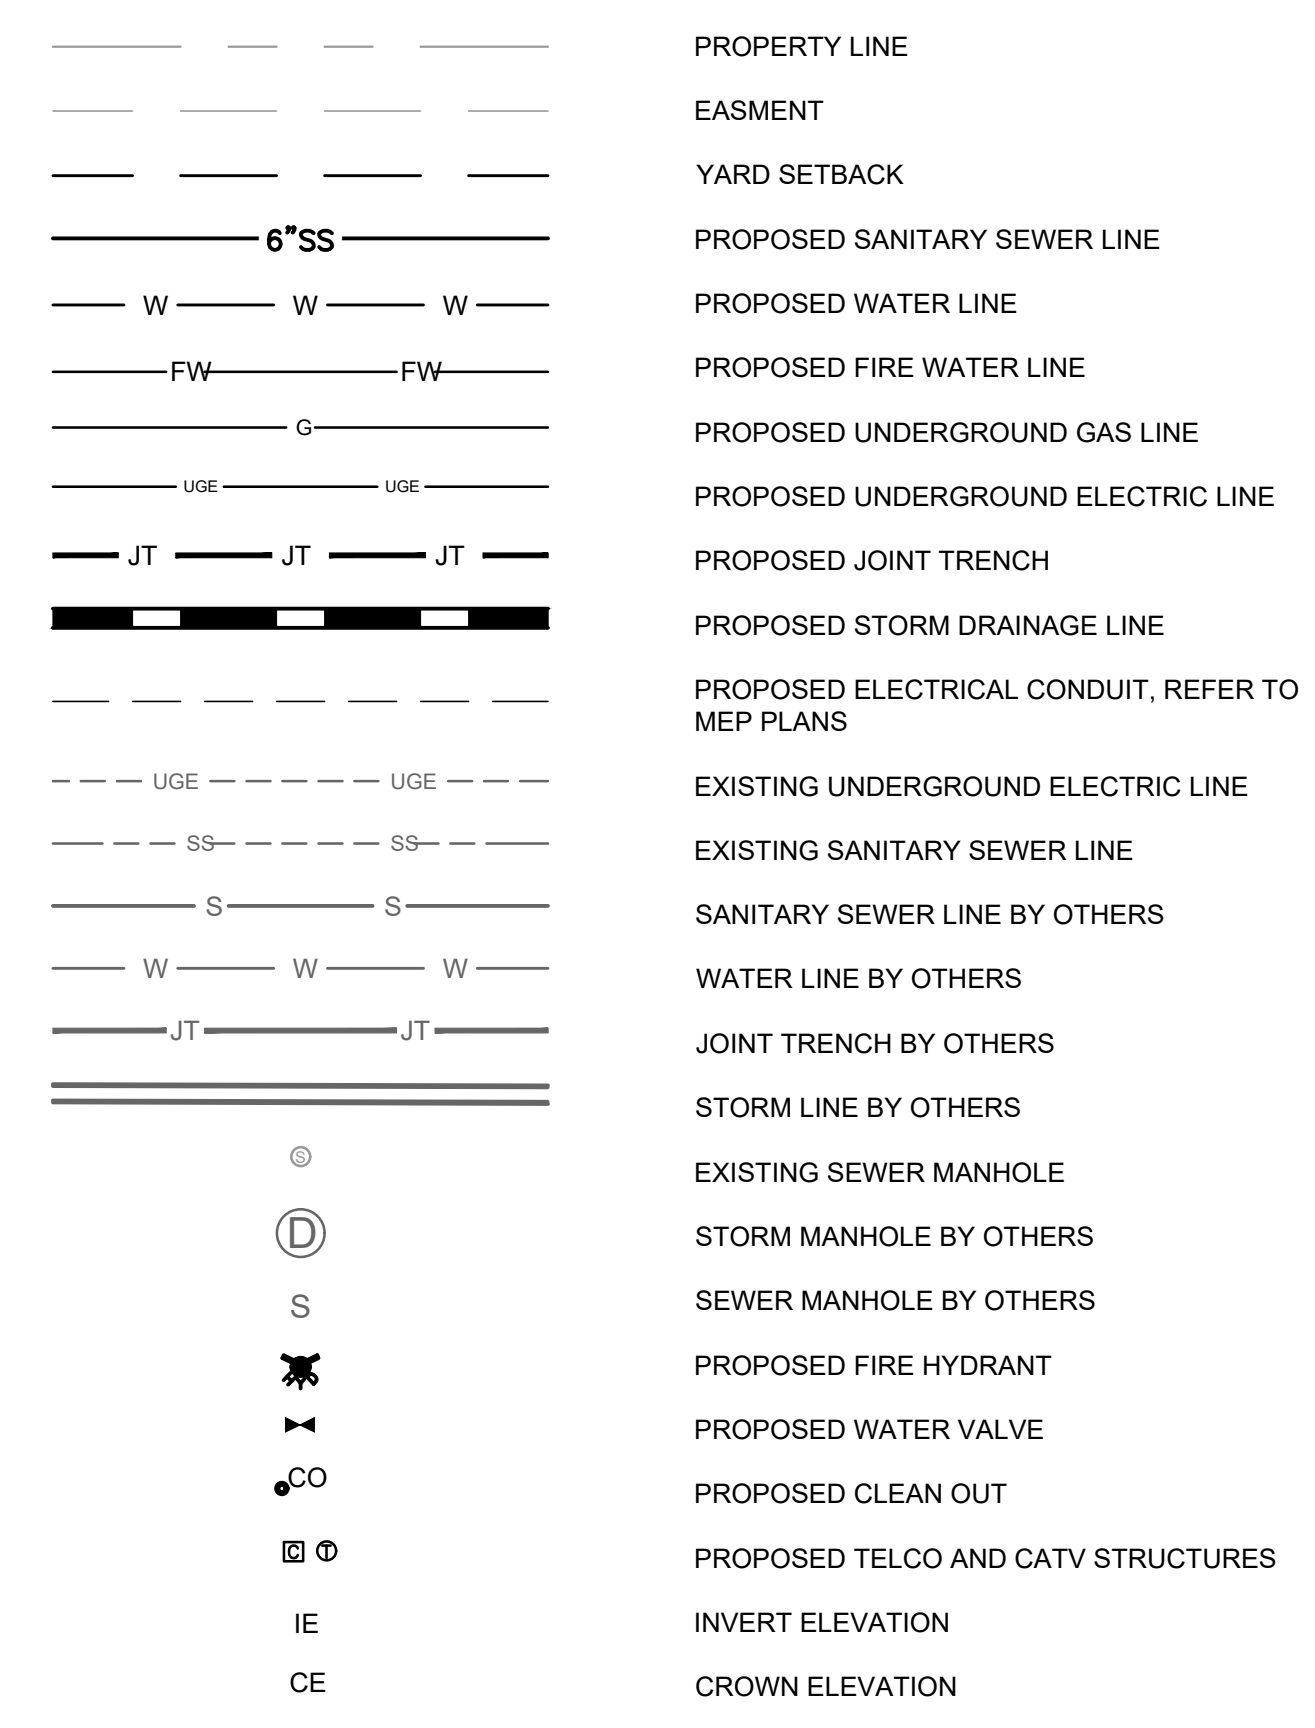 PROPERTY LINE
EASMENT
YARD SETBACK
6”SS PROPOSED SANITARY SEWER LINE
W W W PROPOSED WATER LINE
FW FW PROPOSED FIRE WATER LINE
G PROPOSED UNDERGROUND GAS LINE
UGE UGE PROPOSED UNDERGROUND ELECTRIC LINE
JT JT JT PROPOSED JOINT TRENCH
PROPOSED STORM DRAINAGE LINE
PROPOSED ELECTRICAL CONDUIT, REFER TO
MEP PLANS
UGE UGE EXISTING UNDERGROUND ELECTRIC LINE
SS SS EXISTING SANITARY SEWER LINE
S S SANITARY SEWER LINE BY OTHERS
W W W WATER LINE BY OTHERS
JT JT JOINT TRENCH BY OTHERS
STORM LINE BY OTHERS
S EXISTING SEWER MANHOLE
D STORM MANHOLE BY OTHERS
S SEWER MANHOLE BY OTHERS
PROPOSED FIRE HYDRANT
PROPOSED WATER VALVE
CO PROPOSED CLEAN OUT
C T PROPOSED TELCO AND CATV STRUCTURES
IE INVERT ELEVATION
CE CROWN ELEVATION